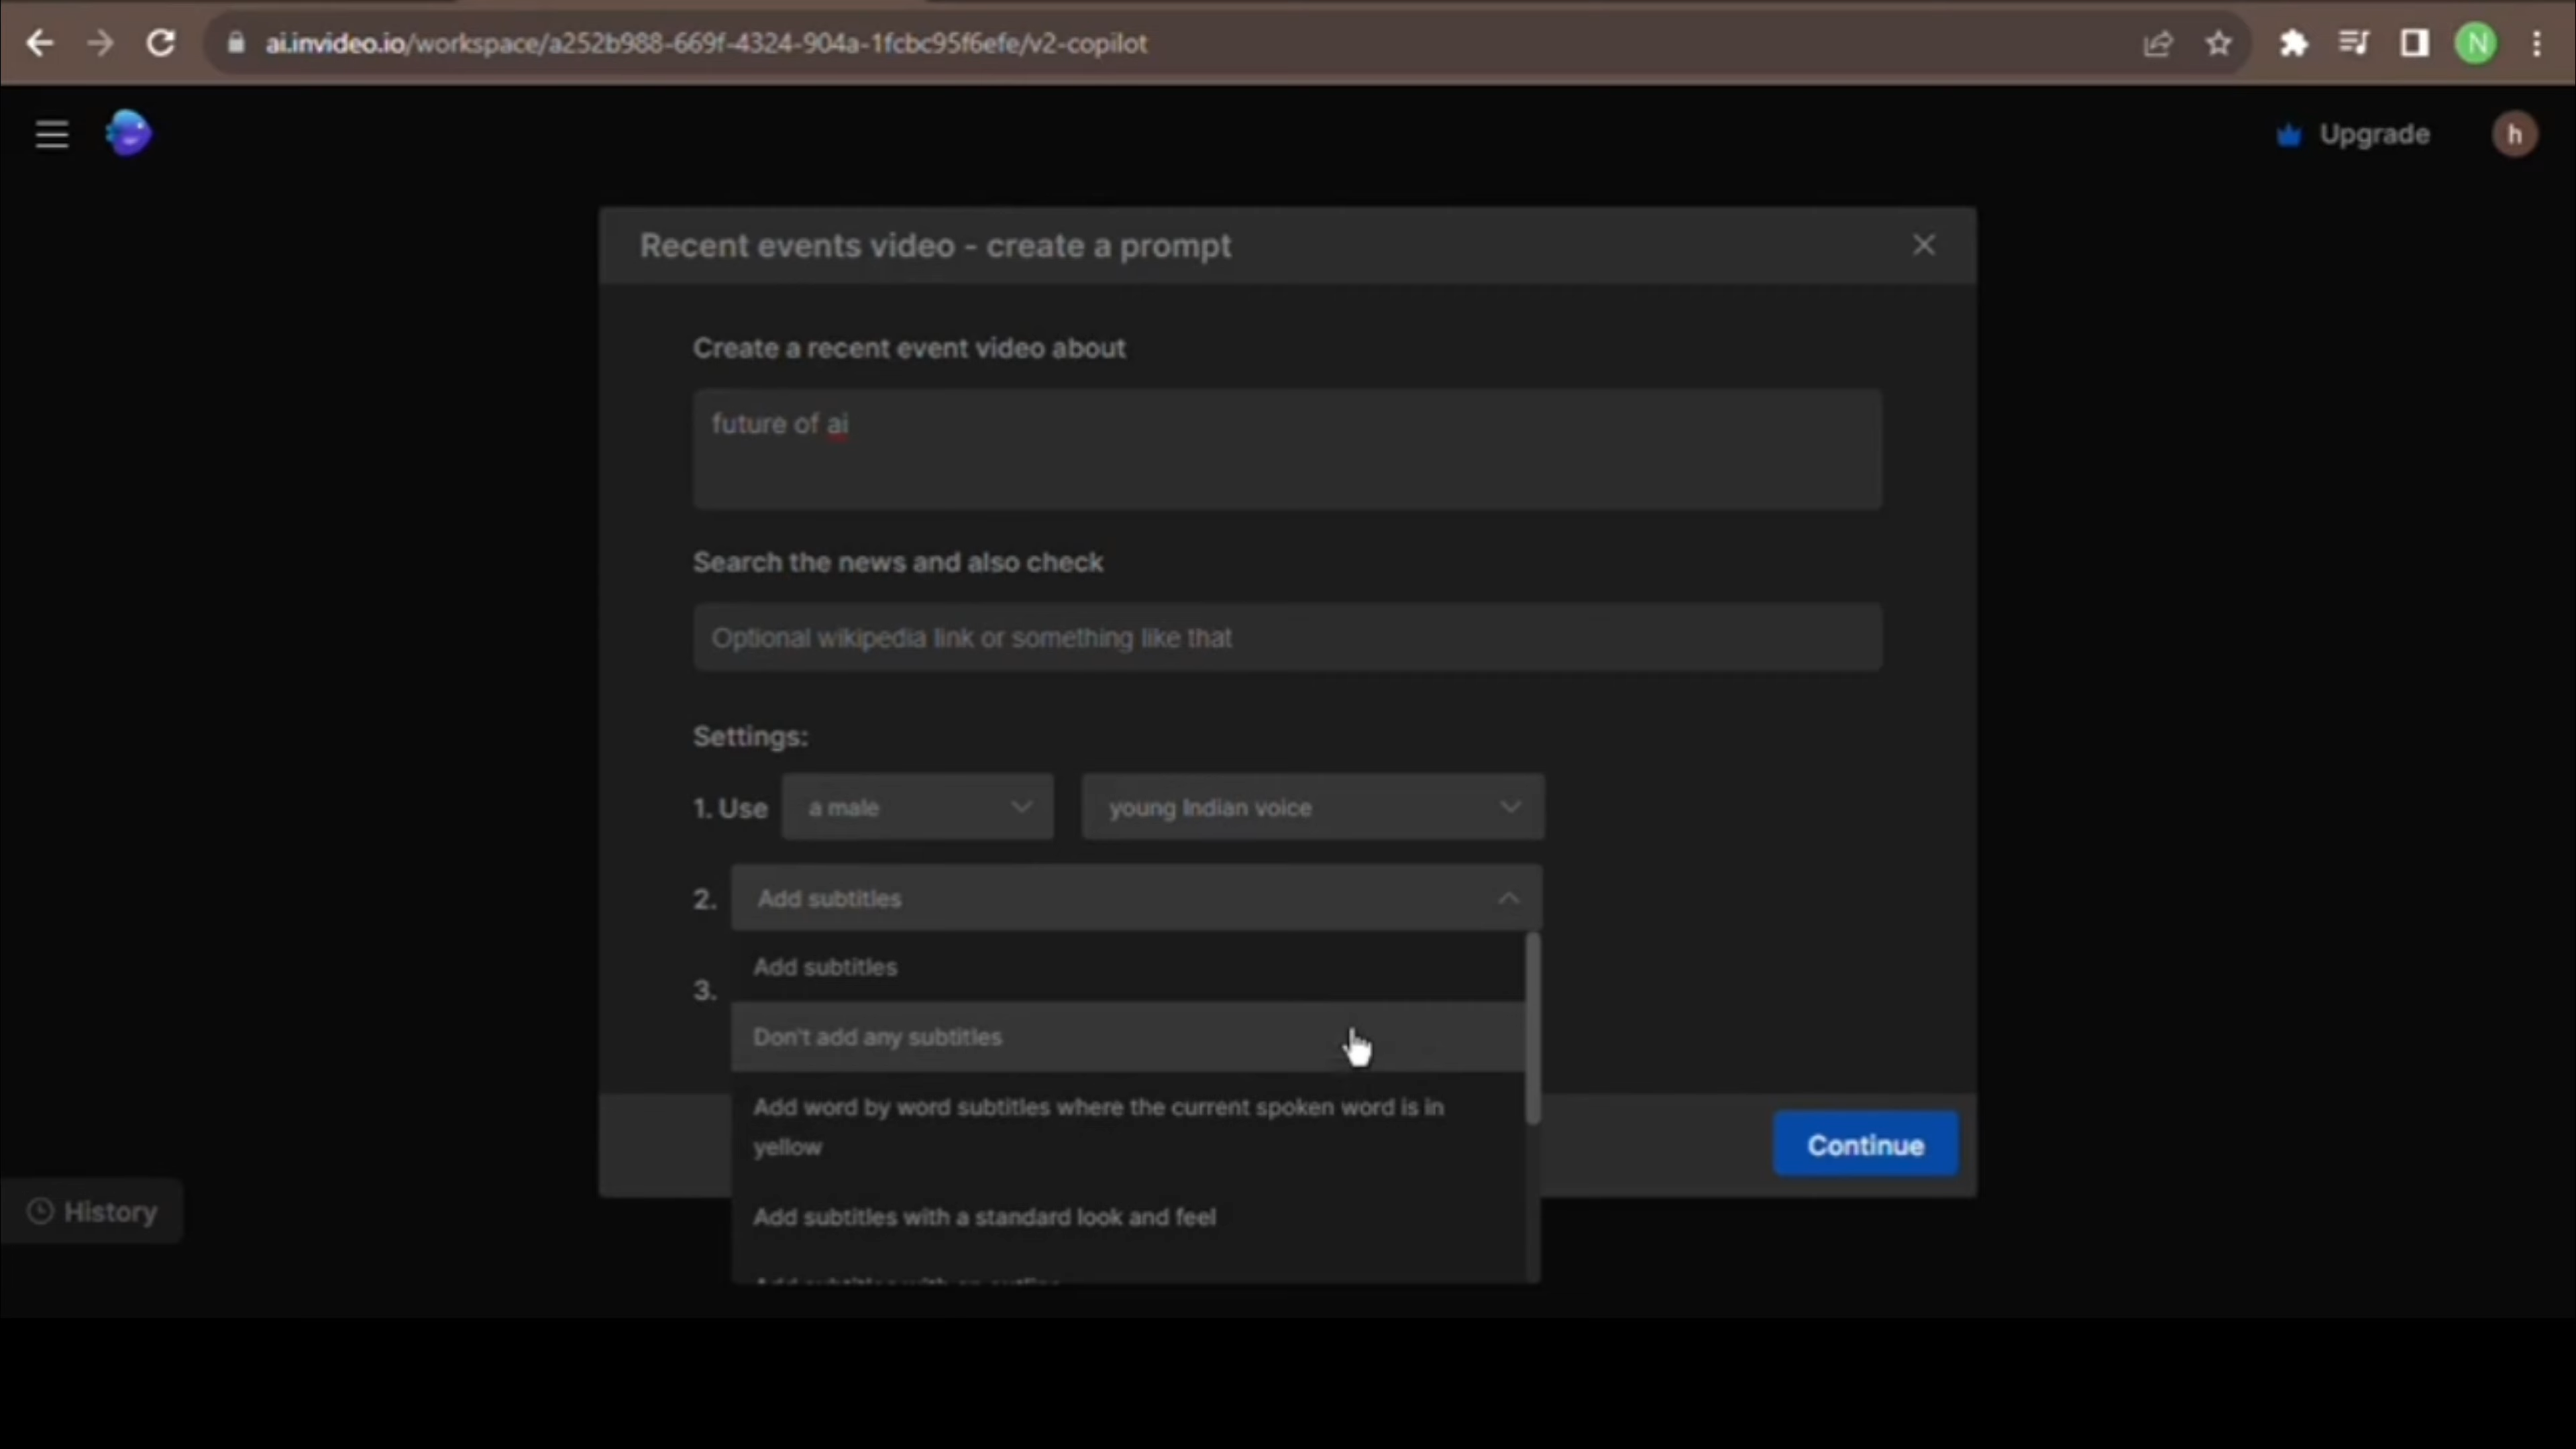 ai.invideo.io/workspace/a252b988-669f-4324-904a-1fcbc95f6efe/v2-copilot
N
Upgrade
h
Recent events video - create a prompt
Create a recent event video about
future of ai
Search the news and also check
Optional wikipedia link or something like that
Settings:
1. Use a male young Indian voice
2. Add subtitles
Add subtitles
3.
Don't add any subtitles
Add word by word subtitles where the current spoken word is in
yellow
Continue
History
Add subtitles with a standard look and feel